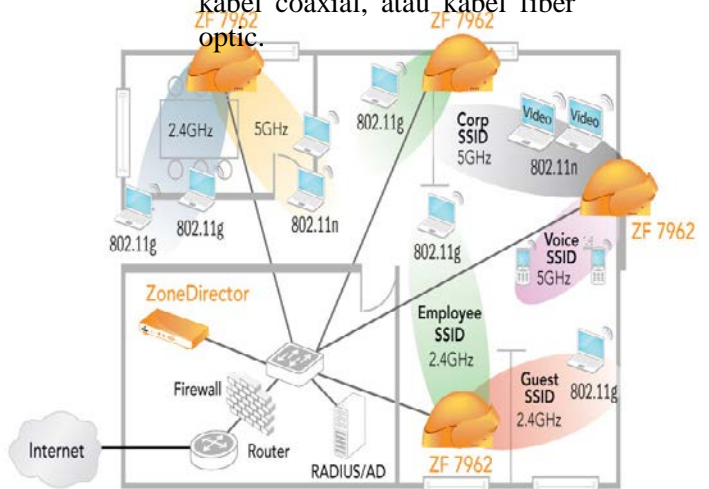 kabel coaxial, atau kabel fiber
optic.
ZF 7962
ZF 7962
2.4GHz
5GHz
802.11g
Corp
SSID
5GHz
Video
Video
802.11n
802.11g
802.11g
802.11n
802.11g
ZF 7962
Voice
SSID
5GHz
ZoneDirector
Employee
SSID
2.4GHz
Guest
SSID
2.4GHz
802.11g
Firewall
Internet
Router
RADIUS/AD
ZF 7962